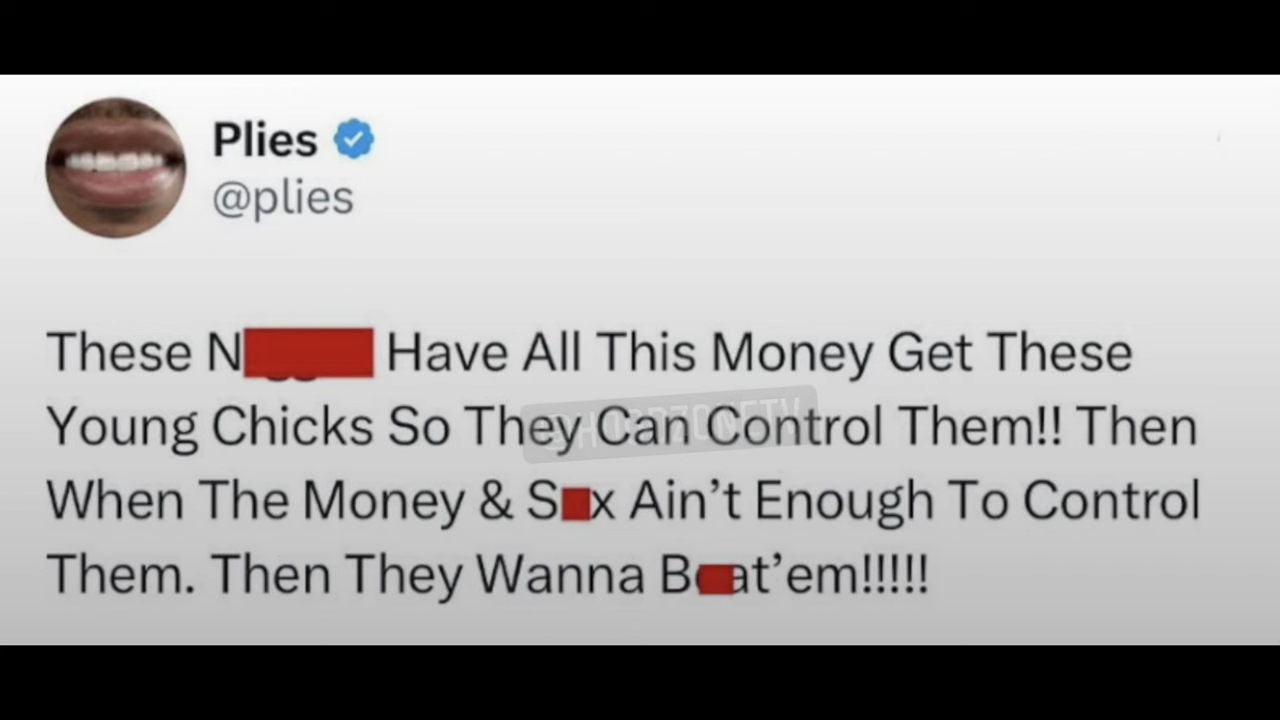 Plies
@plies
These N Have All This Money Get These
Young Chicks So They Can Control Them!! Then
When The Money & S x Ain’t Enough To Control
Them. Then They Wanna B at’em!!!!!